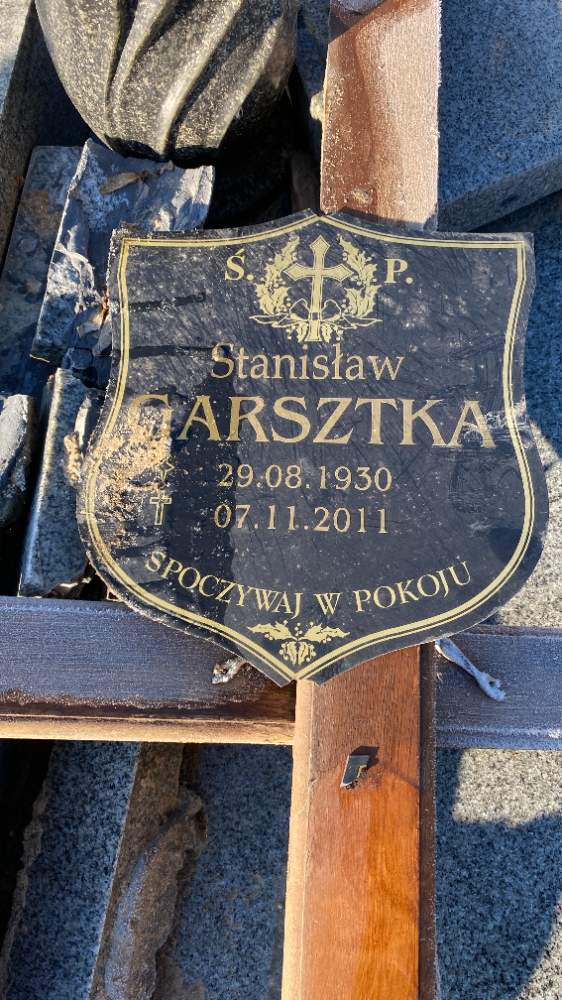 Ś. P.
Stanisław
GARSZTKA
29.08.1930
07.11.2011
SPOCZYWAJ W POKOJU